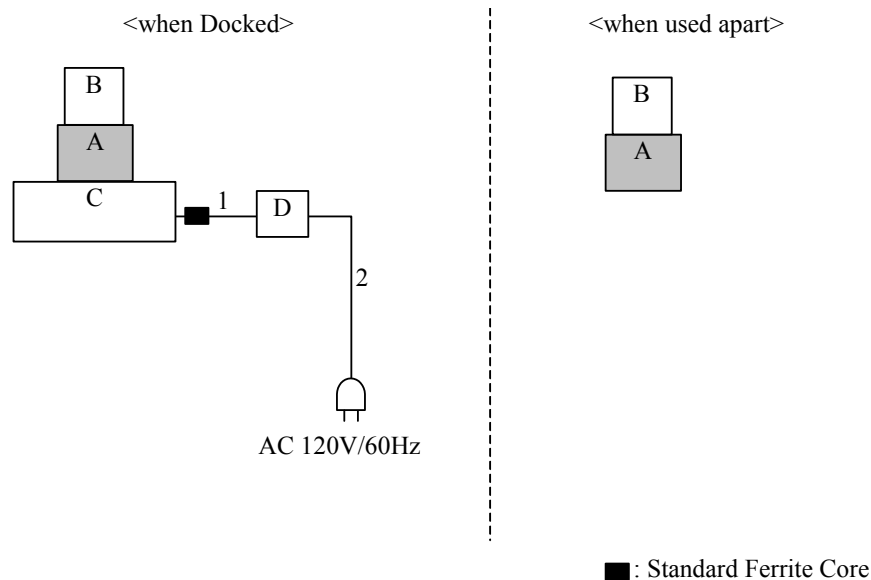 <when Docked>
B
A
C
1
D
2
AC 120V/60Hz
<when used apart>
B
A
: Standard Ferrite Core